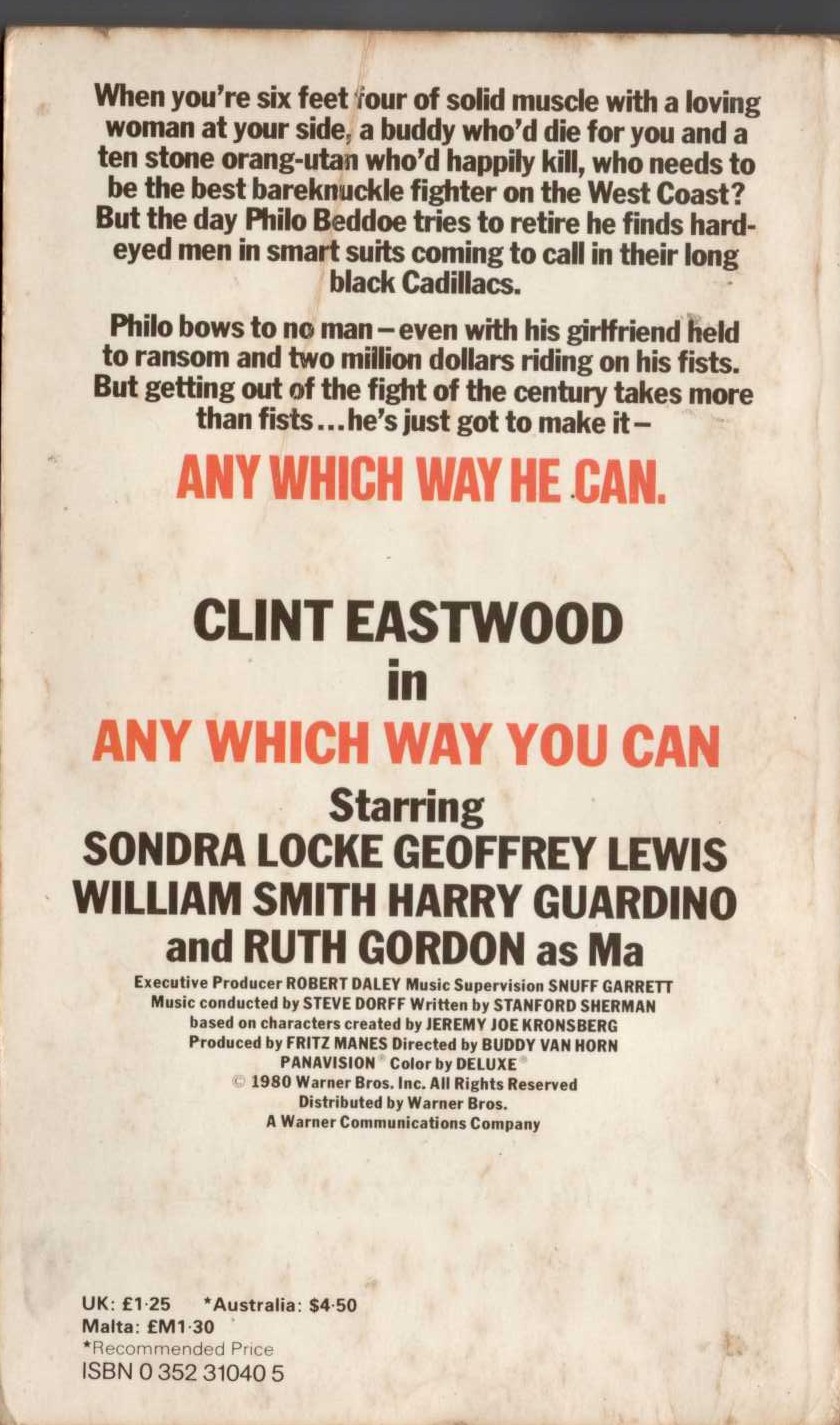 When you're six feet four of solid muscle with a loving
woman at your side, a buddy who'd die for you and a
ten stone orang-utan who'd happily kill, who needs to
be the best bareknuckle fighter on the West Coast?
But the day Philo Beddoe tries to retire he finds hard-
eyed men in smart suits coming to call in their long
black Cadillacs.
Philo bows to no man – even with his girlfriend held
to ransom and two million dollars riding on his fists.
But getting out of the fight of the century takes more
than fists...he's just got to make it –
ANY WHICH WAY HE CAN.
CLINT EASTWOOD
in
ANY WHICH WAY YOU CAN
Starring
SONDRA LOCKE GEOFFREY LEWIS
WILLIAM SMITH HARRY GUARDINO
and RUTH GORDON as Ma
Executive Producer ROBERT DALEY Music Supervision SNUFF GARRETT
Music conducted by STEVE DORFF Written by STANFORD SHERMAN
based on characters created by JEREMY JOE KRONSBERG
Produced by FRITZ MANES Directed by BUDDY VAN HORN
PANAVISION® Color by DELUXE®
© 1980 Warner Bros. Inc. All Rights Reserved
Distributed by Warner Bros.
A Warner Communications Company
UK: £1·25 *Australia: $4·50
Malta: £M1·30
*Recommended Price
ISBN 0 352 31040 5